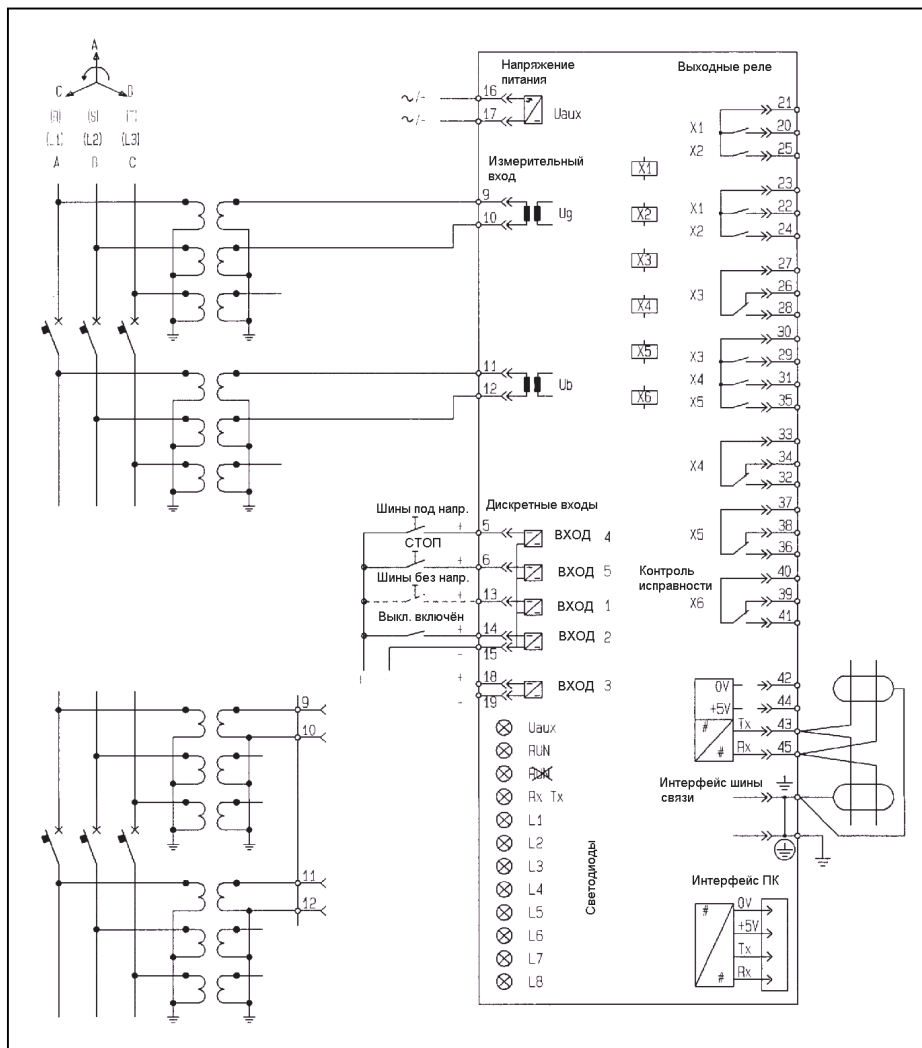 A
C B
(R) (S) (T)
(L1) (L2) (L3)
A B C
Напряжение питания
~/- 16
~/- 17
Uaux
Измерительный вход
9
10
Ug
11
12
Ub
Дискретные входы
Шины под напр. + 5 ВХОД 4
СТОП + 6 ВХОД 5
Шины без напр. + 13 ВХОД 1
Выкл. включён + 14 ВХОД 2
- 15
+ 18 ВХОД 3
- 19
Uaux
RUN
RUN
Rx Tx
L1
L2
L3
L4
L5
L6
L7
L8
Светодиоды
X1
X2
X3
X4
X5
X6
Выходные реле
21
X1 20
X2 25
23
X1 22
X2 24
27
X3 26
28
30
X3 29
X4 31
X5 35
33
X4 34
32
37
X5 38
36
Контроль исправности
40
X6 39
41
0V 42
+5V 44
# Tx 43
# Rx 45
Интерфейс шины связи
Интерфейс ПК
# 0V
+5V
Tx
# Rx
9
10
11
12